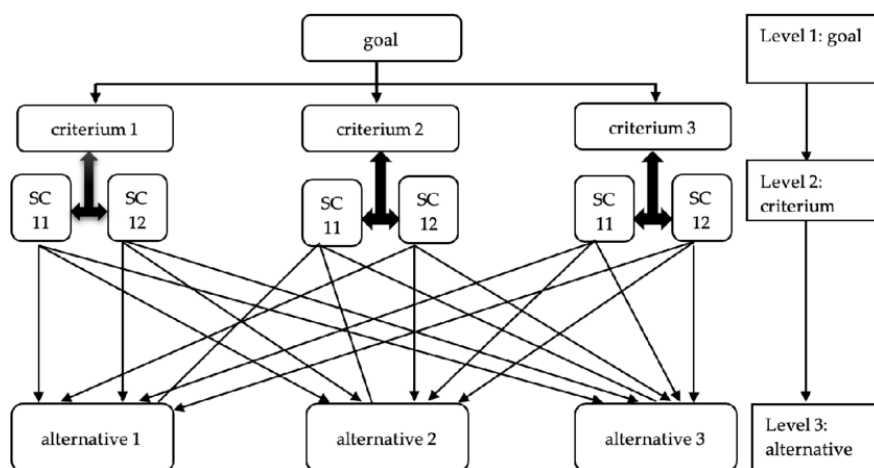 goal
Level 1: goal
criterium 1
criterium 2
criterium 3
SC
11
SC
12
SC
11
SC
12
SC
11
SC
12
Level 2:
criterium
alternative 1
alternative 2
alternative 3
Level 3:
alternative